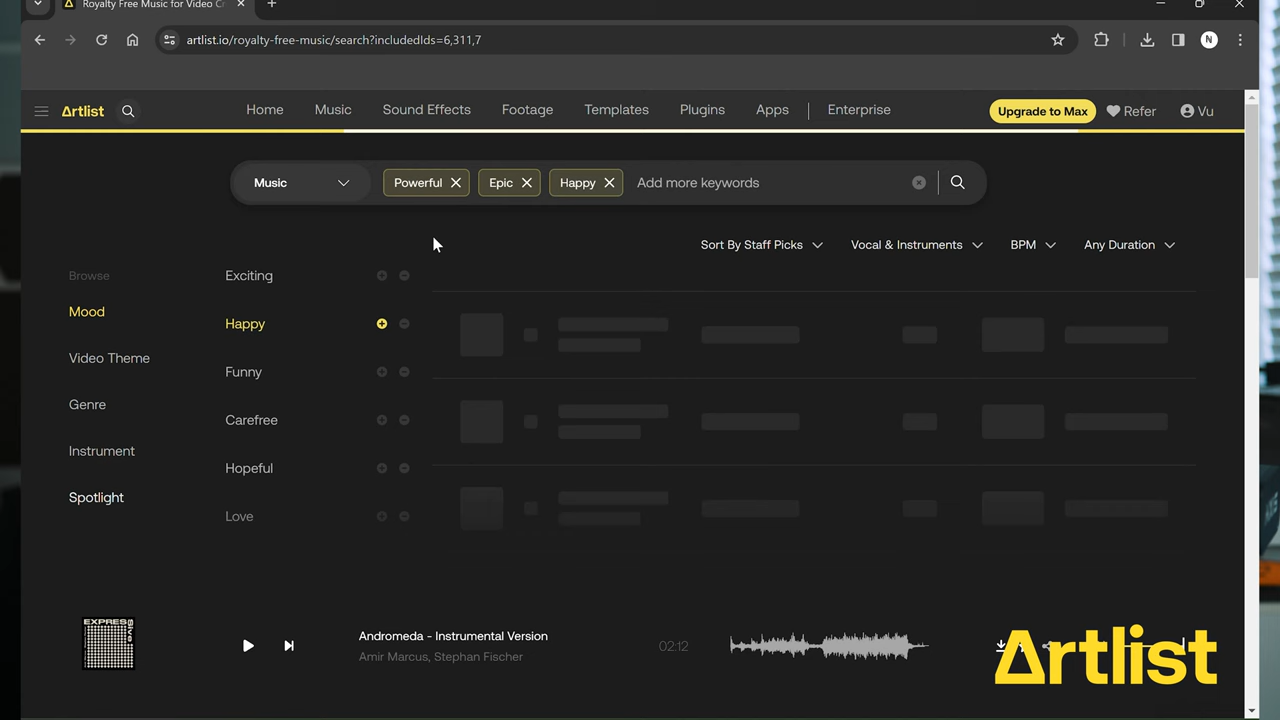 Royalty Free Music for Video Cr
artlist.io/royalty-free-music/search?includedIds=6,311,7
N
Artlist
Home Music Sound Effects Footage Templates Plugins Apps Enterprise
Upgrade to Max
Refer
Vu
Music
Powerful Epic Happy Add more keywords
Sort By Staff Picks Vocal & Instruments BPM Any Duration
Browse
Mood
Video Theme
Genre
Instrument
Spotlight
Exciting
Happy
Funny
Carefree
Hopeful
Love
EXPRES
sive
Andromeda - Instrumental Version
Amir Marcus, Stephan Fischer
02:12
Artlist